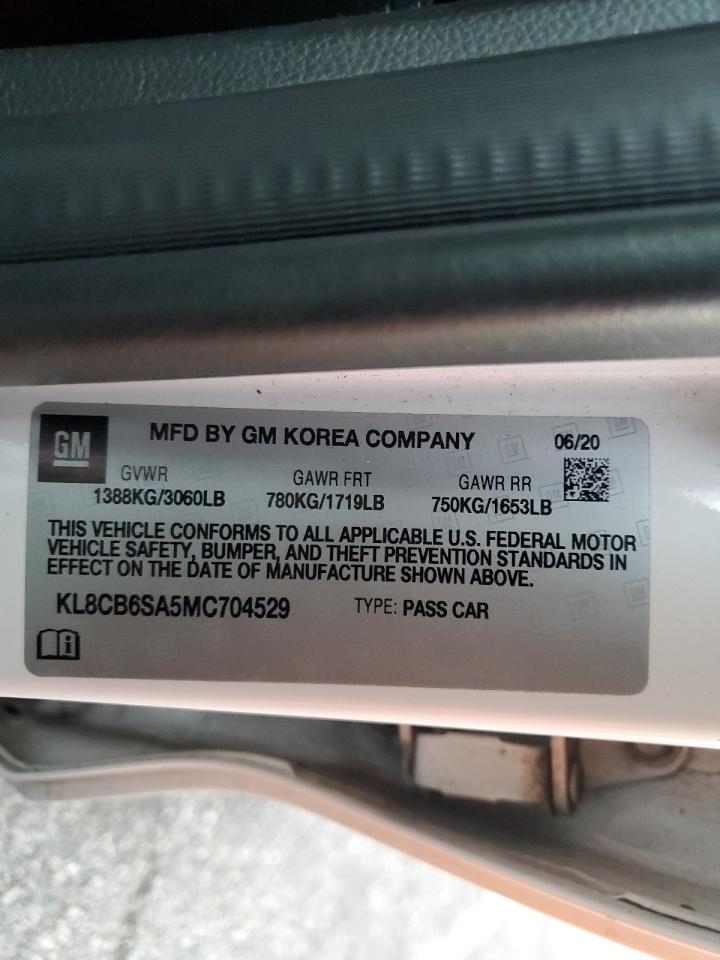 GM
MFD BY GM KOREA COMPANY
06/20
GVWR
1388KG/3060LB
GAWR FRT
780KG/1719LB
GAWR RR
750KG/1653LB
THIS VEHICLE CONFORMS TO ALL APPLICABLE U.S. FEDERAL MOTOR
VEHICLE SAFETY, BUMPER, AND THEFT PREVENTION STANDARDS IN
EFFECT ON THE DATE OF MANUFACTURE SHOWN ABOVE.
KL8CB6SA5MC704529
TYPE: PASS CAR